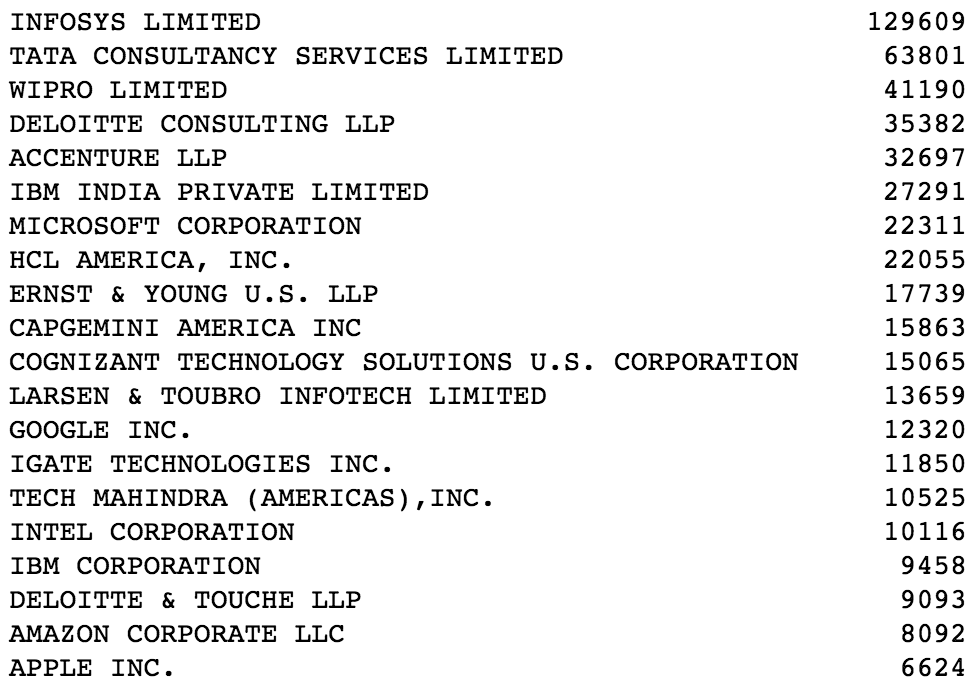 INFOSYS LIMITED 129609
TATA CONSULTANCY SERVICES LIMITED 63801
WIPRO LIMITED 41190
DELOITTE CONSULTING LLP 35382
ACCENTURE LLP 32697
IBM INDIA PRIVATE LIMITED 27291
MICROSOFT CORPORATION 22311
HCL AMERICA, INC. 22055
ERNST & YOUNG U.S. LLP 17739
CAPGEMINI AMERICA INC 15863
COGNIZANT TECHNOLOGY SOLUTIONS U.S. CORPORATION 15065
LARSEN & TOUBRO INFOTECH LIMITED 13659
GOOGLE INC. 12320
IGATE TECHNOLOGIES INC. 11850
TECH MAHINDRA (AMERICAS),INC. 10525
INTEL CORPORATION 10116
IBM CORPORATION 9458
DELOITTE & TOUCHE LLP 9093
AMAZON CORPORATE LLC 8092
APPLE INC. 6624